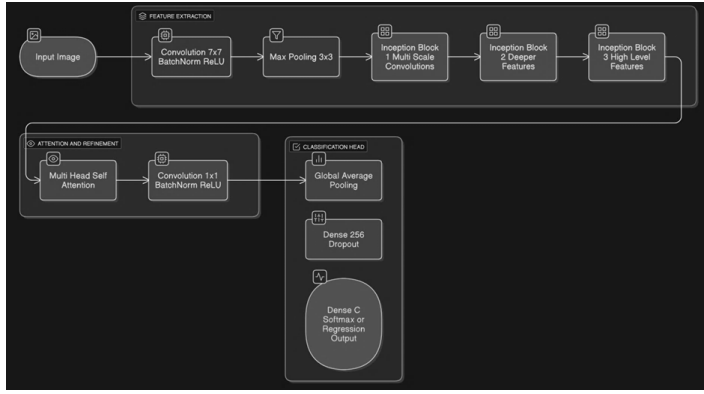 FEATURE EXTRACTION
Input Image
Convolution 7x7
BatchNorm ReLU
Max Pooling 3x3
Inception Block
1 Multi Scale
Convolutions
Inception Block
2 Deeper
Features
Inception Block
3 High Level
Features
ATTENTION AND REFINEMENT
Multi Head Self
Attention
Convolution 1x1
BatchNorm ReLU
CLASSIFICATION HEAD
Global Average
Pooling
Dense 256
Dropout
Dense C
Softmax or
Regression
Output